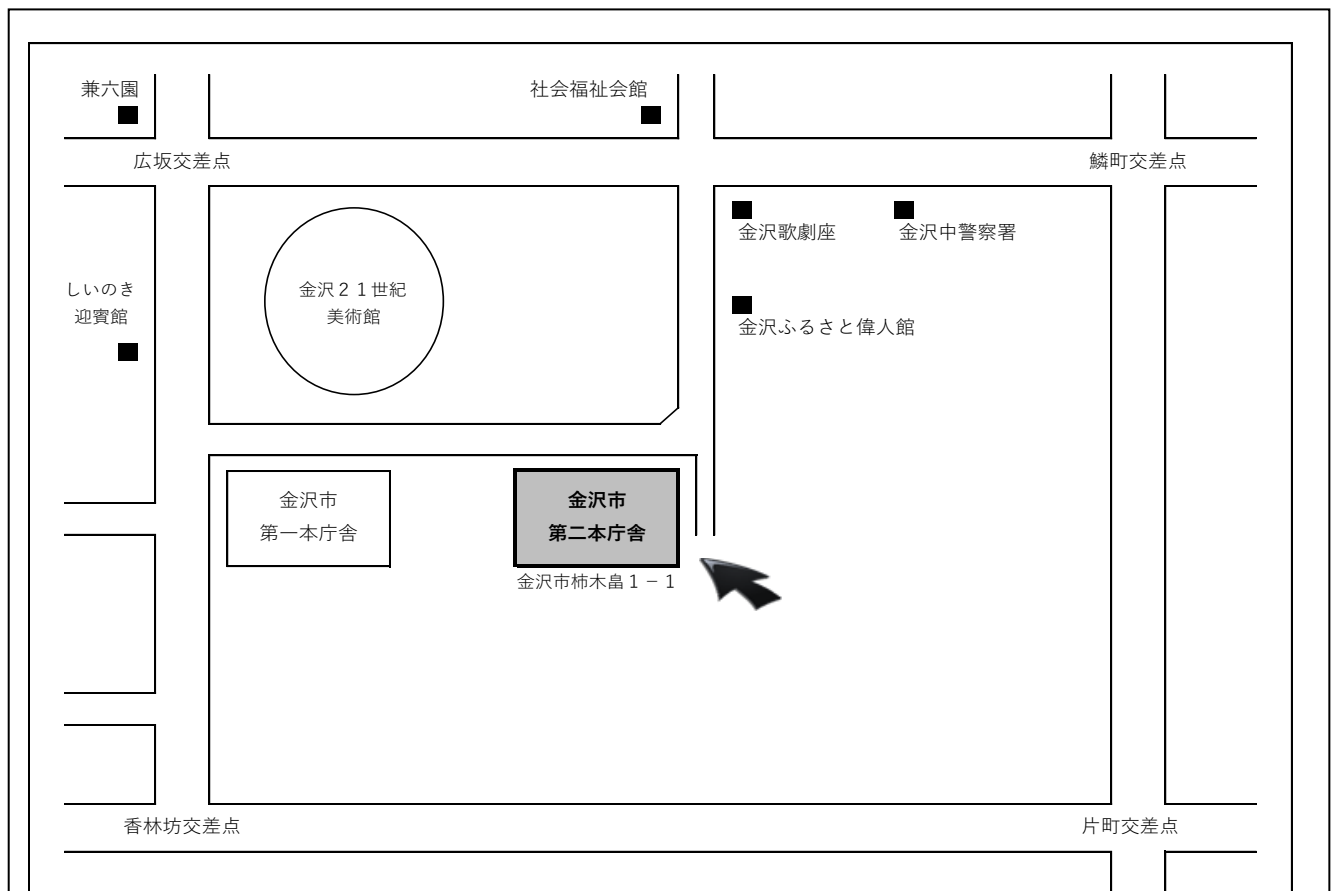 兼六園
社会福祉会館
広坂交差点
鱗町交差点
金沢歌劇座
金沢中警察署
しいのき
迎賓館
金沢２１世紀
美術館
金沢ふるさと偉人館
金沢市
第一本庁舎
金沢市
第二本庁舎
金沢市柿木畠１－１
香林坊交差点
片町交差点